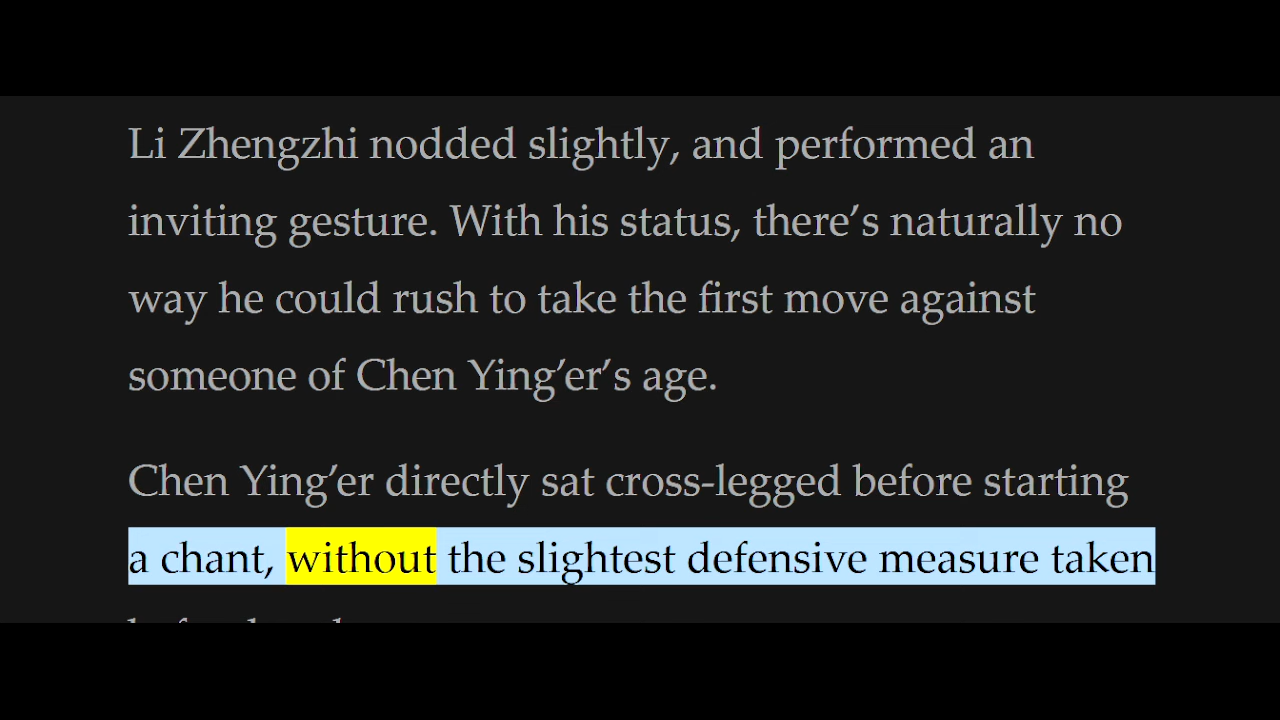 Li Zhengzhi nodded slightly, and performed an
inviting gesture. With his status, there’s naturally no
way he could rush to take the first move against
someone of Chen Ying’er’s age.
Chen Ying’er directly sat cross-legged before starting
a chant, without the slightest defensive measure taken